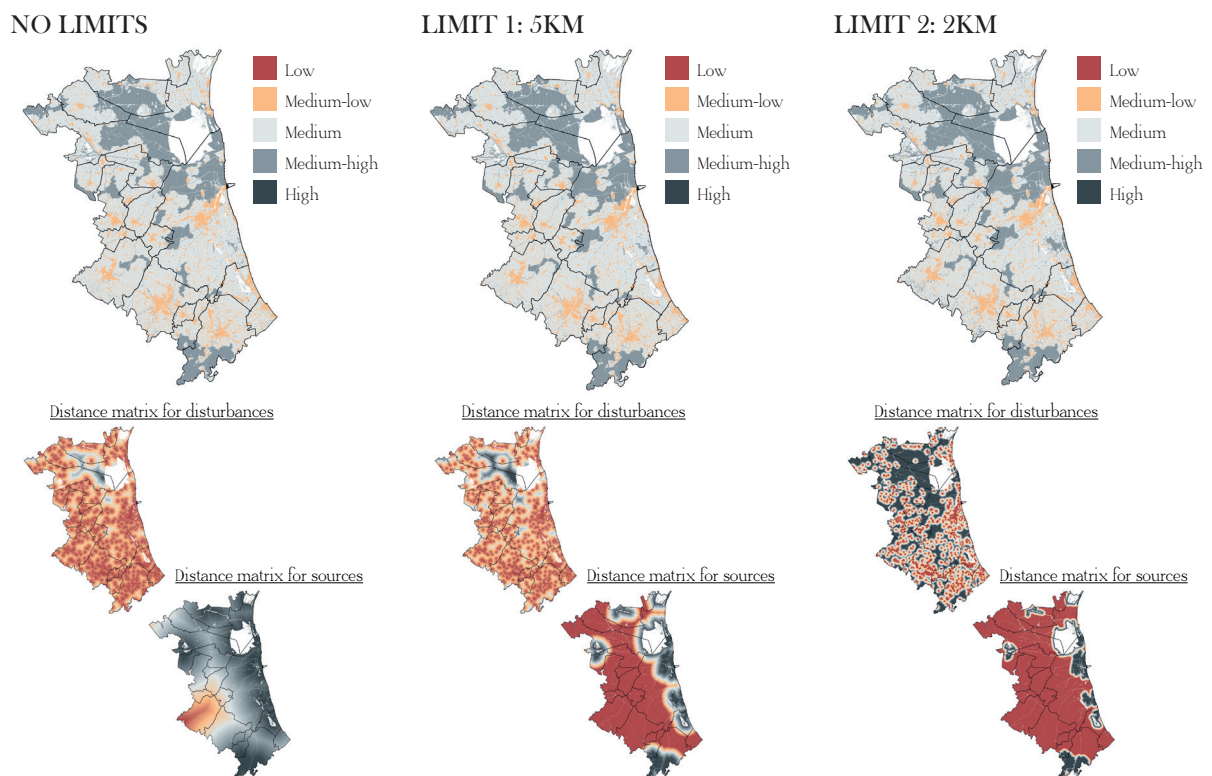 NO LIMITS
Low
Medium-low
Medium
Medium-high
High
Distance matrix for disturbances
Distance matrix for sources
LIMIT 1: 5KM
Low
Medium-low
Medium
Medium-high
High
Distance matrix for disturbances
Distance matrix for sources
LIMIT 2: 2KM
Low
Medium-low
Medium
Medium-high
High
Distance matrix for disturbances
Distance matrix for sources